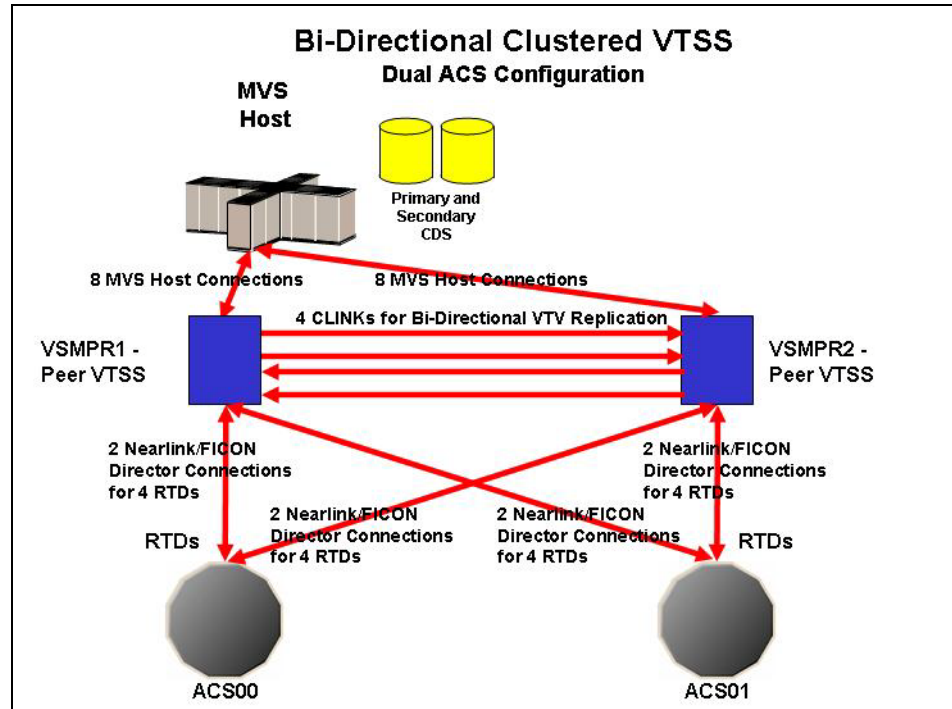 Bi-Directional Clustered VTSS
Dual ACS Configuration
MVS
Host
Primary and
Secondary
CDS
8 MVS Host Connections
8 MVS Host Connections
4 CLINKs for Bi-Directional VTV Replication
VSMPR1 -
Peer VTSS
VSMPR2 -
Peer VTSS
2 Nearlink/FICON
Director Connections
for 4 RTDs
2 Nearlink/FICON
Director Connections
for 4 RTDs
2 Nearlink/FICON
Director Connections
for 4 RTDs
2 Nearlink/FICON
Director Connections
for 4 RTDs
RTDs
RTDs
ACS00
ACS01